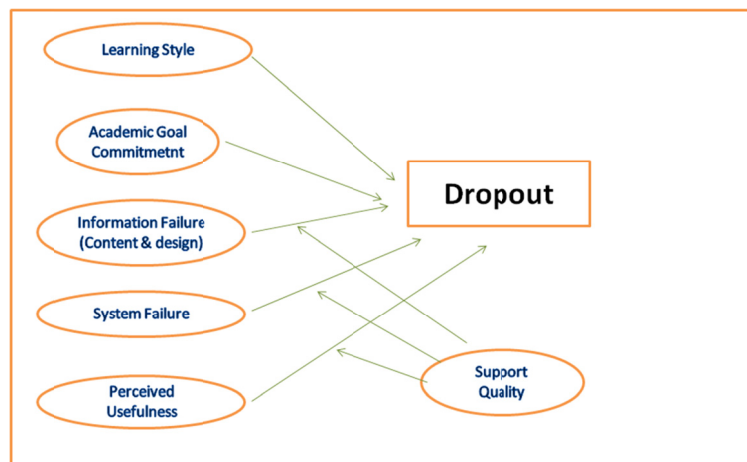 Learning Style
Academic Goal
Commitmetnt
Dropout
Information Failure
(Content & design)
System Failure
Support
Quality
Perceived
Usefulness